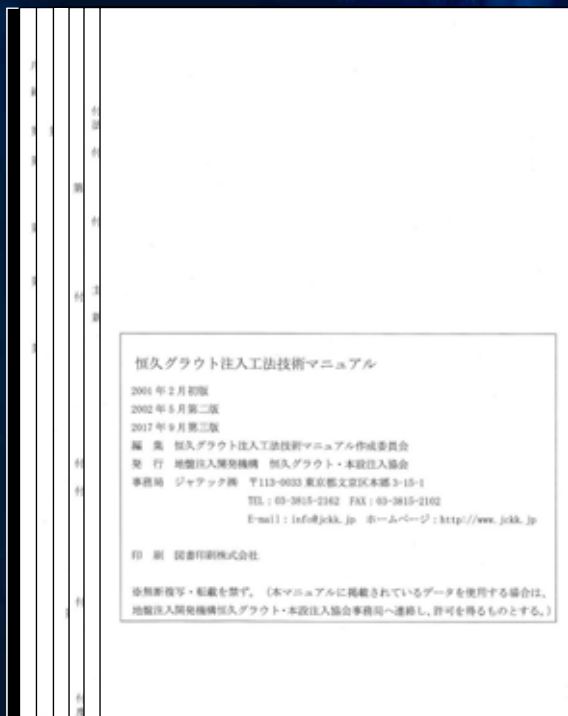 恒久グラウト注入工法技術マニュアル
2001年2月初版
2002年5月第二版
2017年9月第三版
編　集　恒久グラウト注入工法技術マニュアル作成委員会
発　行　地盤注入開発機構　恒久グラウト・本設注入協会
事務局　ジャテック㈱　〒113-0033 東京都文京区本郷 3-15-1
TEL：03-3815-2162　FAX：03-3815-2102
E-mail：info@jckk.jp　ホームページ：http://www.jckk.jp
印　刷　図書印刷株式会社
※無断複写・転載を禁ず。（本マニュアルに掲載されているデータを使用する場合は、
地盤注入開発機構恒久グラウト・本設注入協会事務局へ連絡し、許可を得るものとする。）